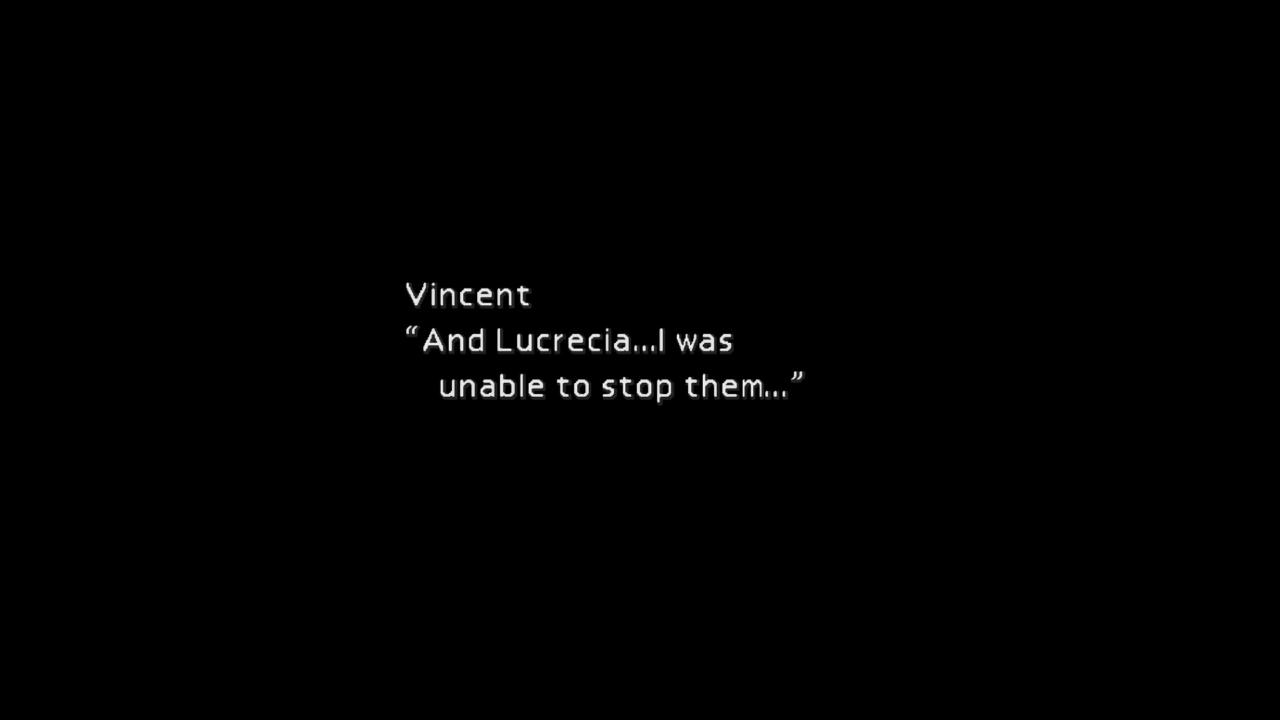 Vincent
“And Lucrecia...I was
unable to stop them...”